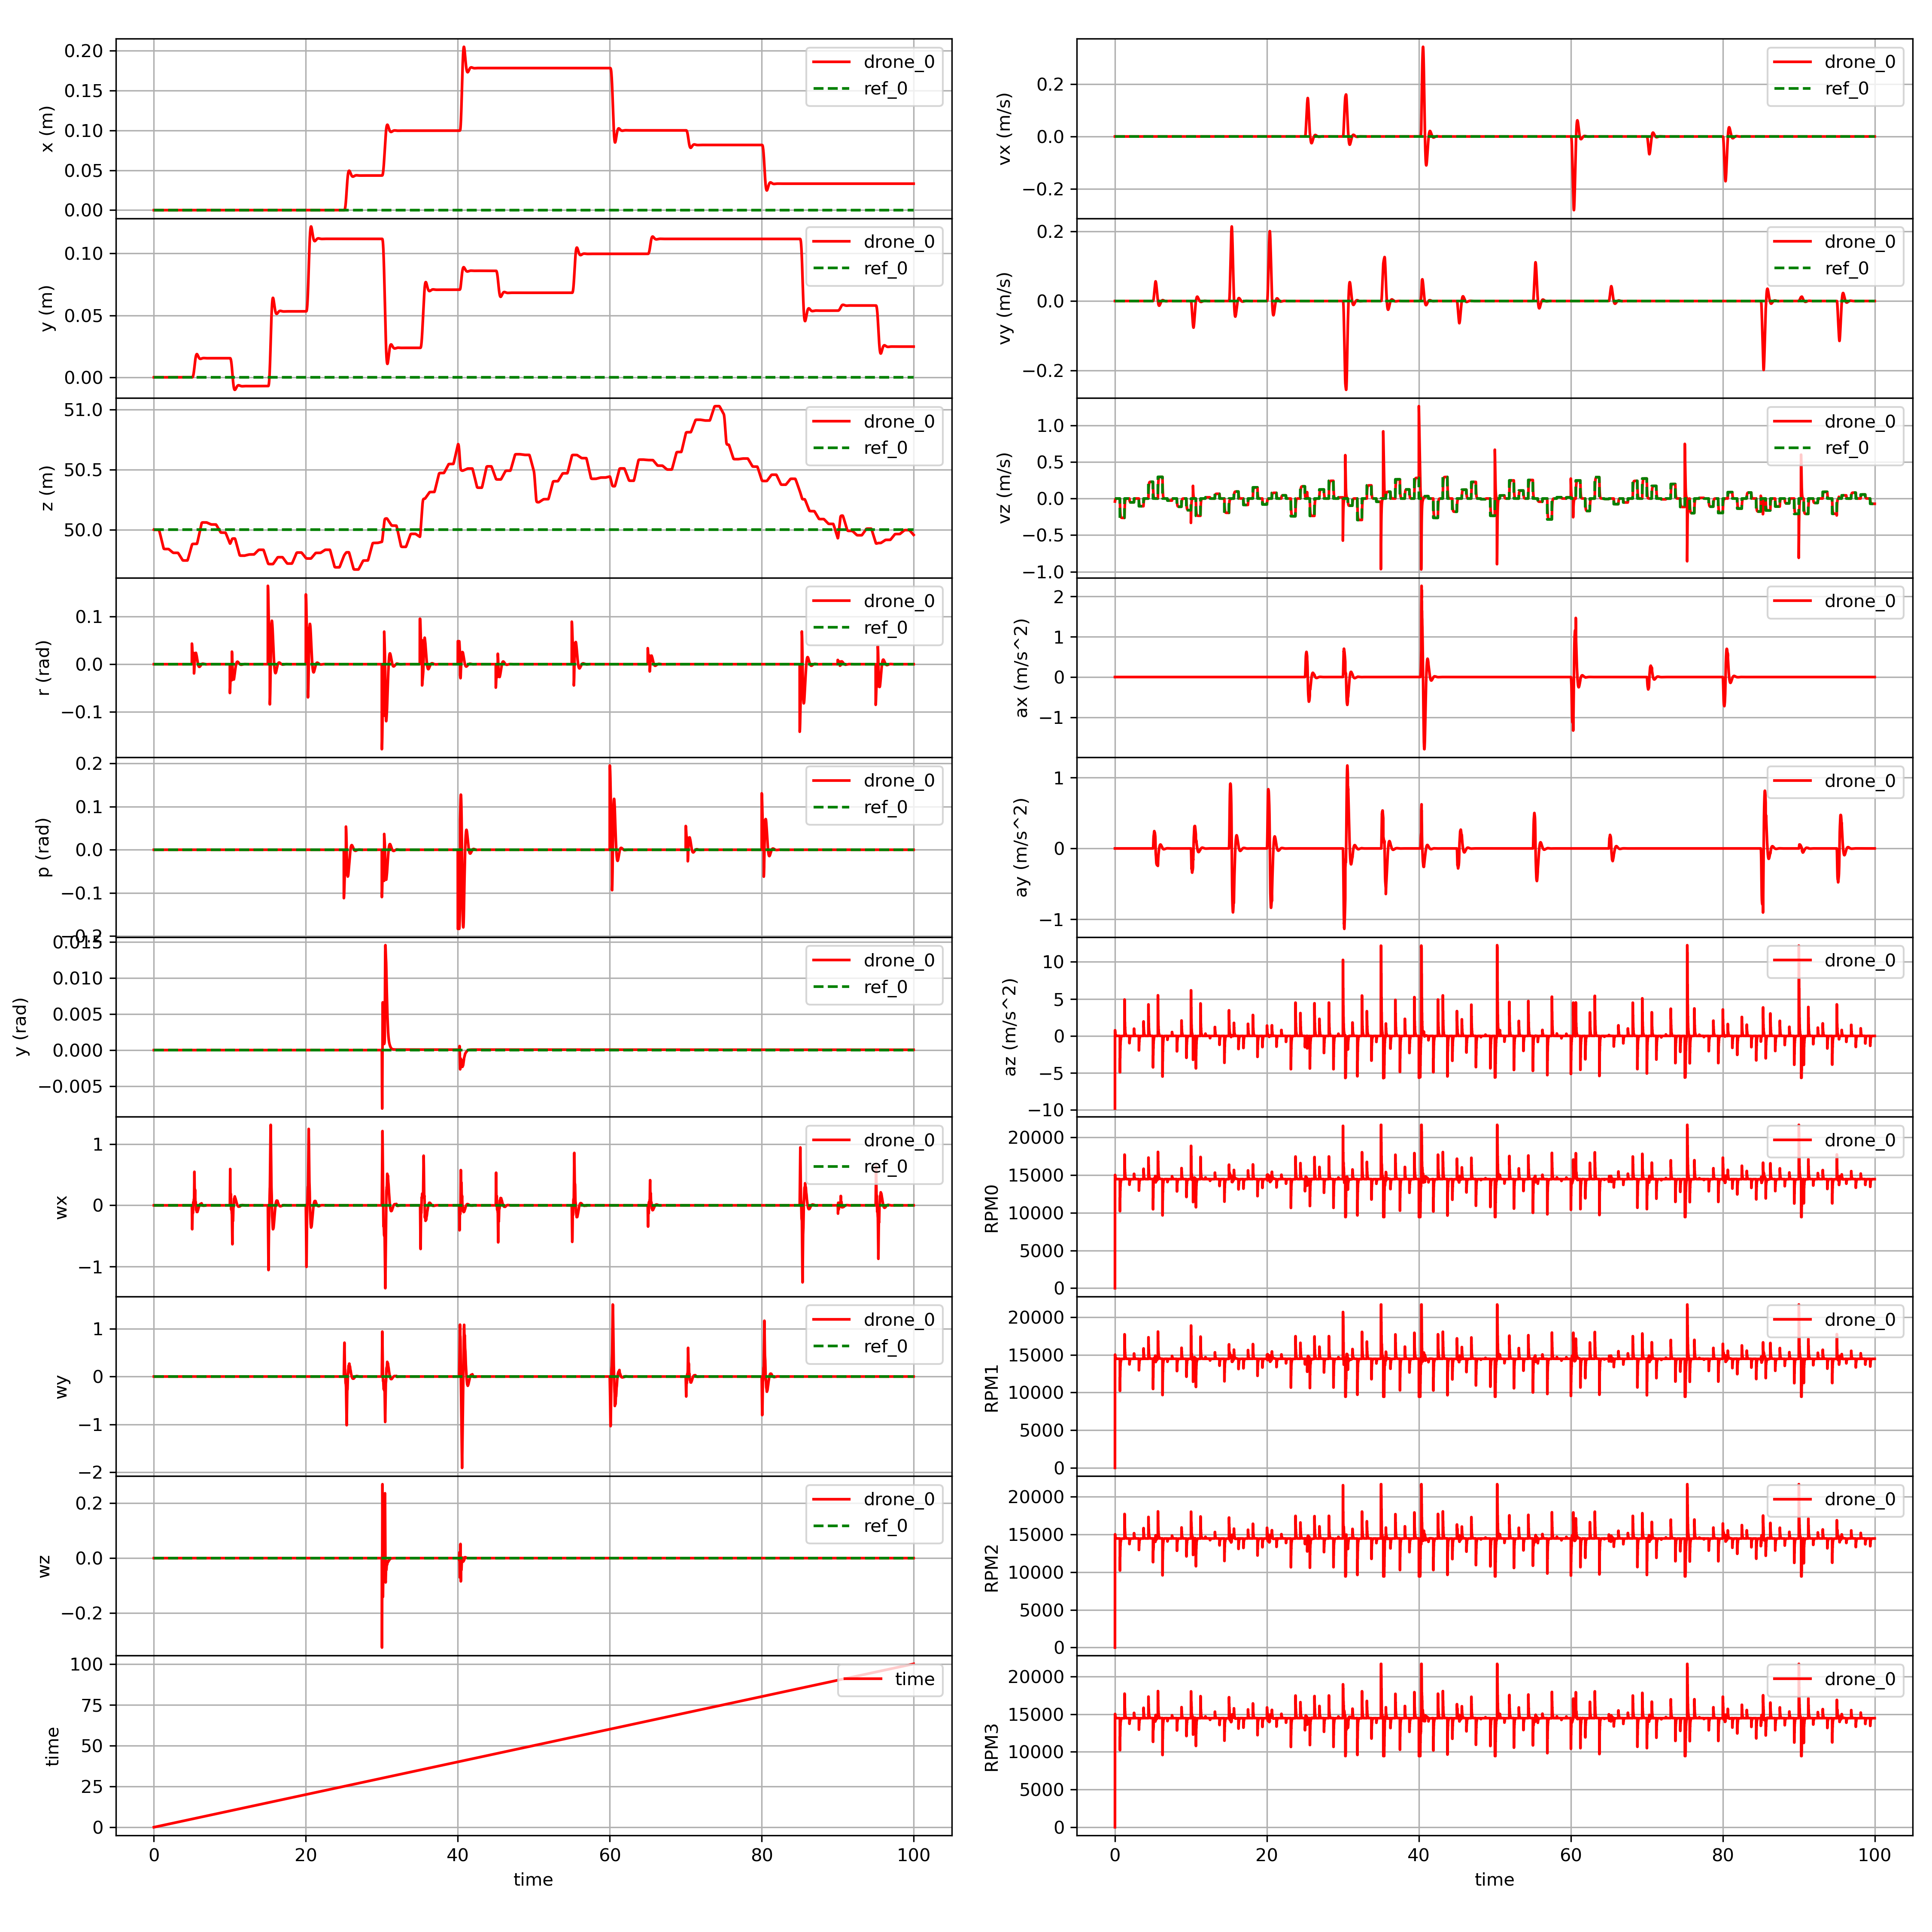 0.20
0.15
0.10
0.05
0.00
x (m)
drone_0
ref_0
0.10
0.05
0.00
y (m)
drone_0
ref_0
51.0
50.5
50.0
z (m)
drone_0
ref_0
0.1
0.0
−0.1
r (rad)
drone_0
ref_0
0.2
0.1
0.0
−0.1
−0.2
p (rad)
drone_0
ref_0
0.015
0.010
0.005
0.000
−0.005
y (rad)
drone_0
ref_0
1
0
−1
wx
drone_0
ref_0
1
0
−1
−2
wy
drone_0
ref_0
0.2
0.0
−0.2
wz
drone_0
ref_0
100
75
50
25
0
time
time
0 20 40 60 80 100
time
0.2
0.0
−0.2
vx (m/s)
drone_0
ref_0
0.2
0.0
−0.2
vy (m/s)
drone_0
ref_0
1.0
0.5
0.0
−0.5
−1.0
vz (m/s)
drone_0
ref_0
2
1
0
−1
ax (m/s^2)
drone_0
1
0
−1
ay (m/s^2)
drone_0
10
5
0
−5
−10
az (m/s^2)
drone_0
20000
15000
10000
5000
0
RPM0
drone_0
20000
15000
10000
5000
0
RPM1
drone_0
20000
15000
10000
5000
0
RPM2
drone_0
20000
15000
10000
5000
0
RPM3
drone_0
0 20 40 60 80 100
time